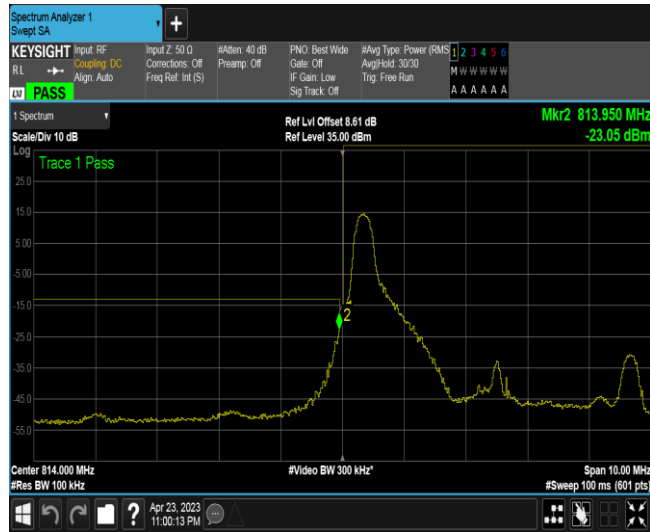 Spectrum Analyzer 1
Swept SA
KEYSIGHT
RL
LXI PASS
Input: RF
Coupling: DC
Align: Auto
Input Z: 50 Ω
Corrections: Off
Freq Ref: Int (S)
#Atten: 40 dB
Preamp: Off
PNO: Best Wide
Gate: Off
IF Gain: Low
Sig Track: Off
#Avg Type: Power (RMS
Avg|Hold: 30/30
Trig: Free Run
1 2 3 4 5 6
M W W W W W
A A A A A A
1 Spectrum
Scale/Div 10 dB
Ref Lvl Offset 8.61 dB
Ref Level 35.00 dBm
Mkr2 813.950 MHz
-23.05 dBm
Log
Trace 1 Pass
25.0
15.0
5.00
-5.00
-15.0
-25.0
-35.0
-45.0
-55.0
2
Center 814.000 MHz
#Res BW 100 kHz
#Video BW 300 kHz*
Span 10.00 MHz
#Sweep 100 ms (601 pts)
?
Apr 23, 2023
11:00:13 PM